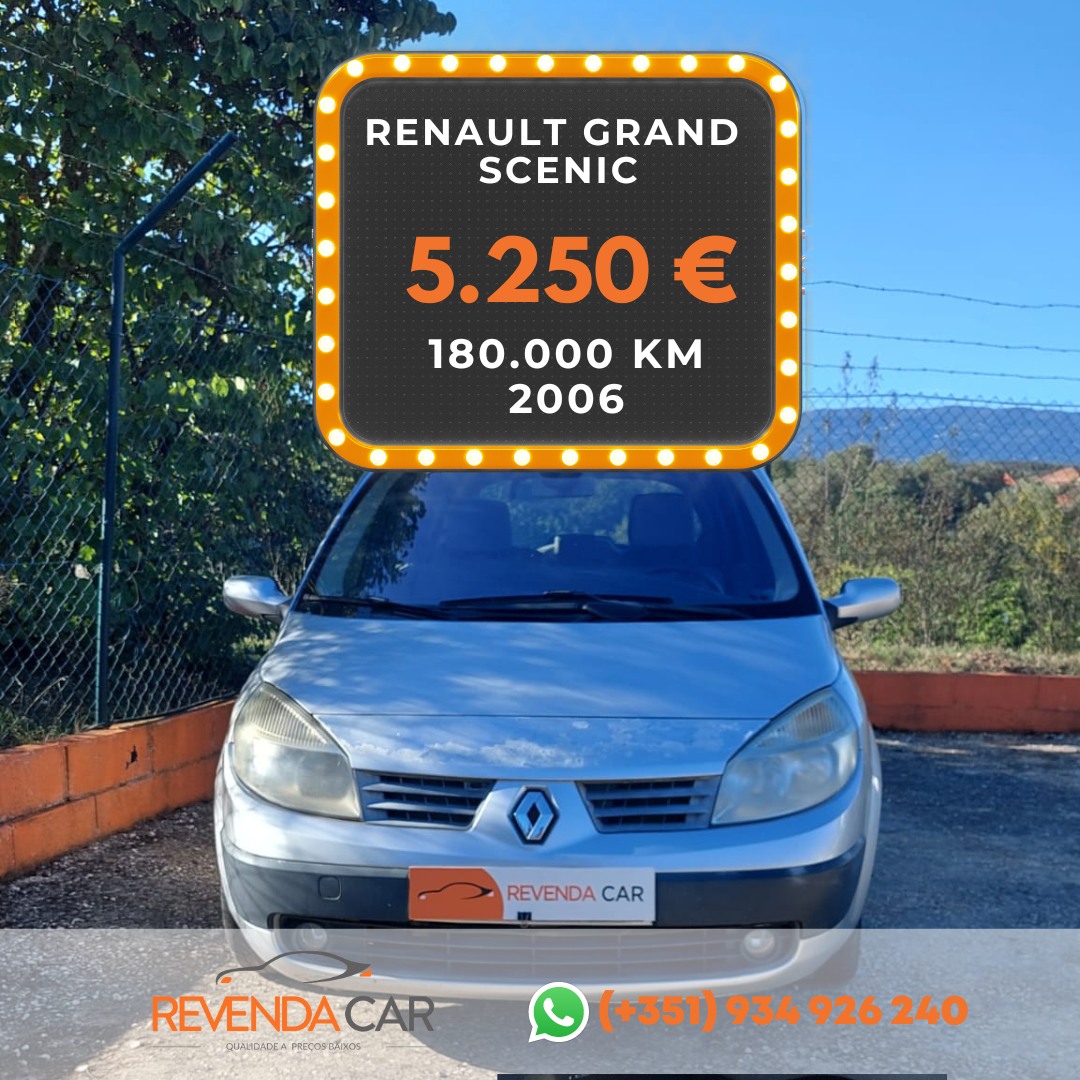 RENAULT GRAND
SCENIC
5.250 €
180.000 KM
2006
REVENDA CAR
REVENDA CAR
QUALIDADE A PREÇOS BAIXOS
(+351) 934 926 240